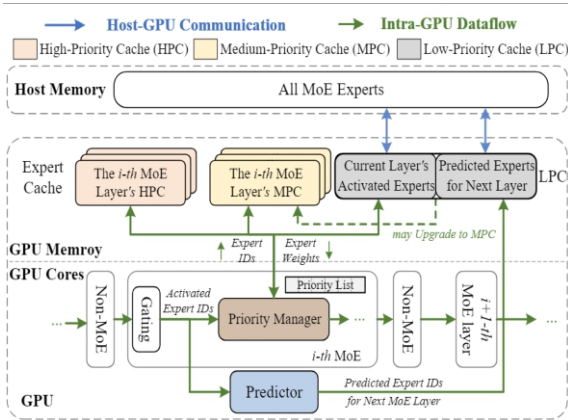 Host-GPU Communication
Intra-GPU Dataflow
High-Priority Cache (HPC)
Medium-Priority Cache (MPC)
Low-Priority Cache (LPC)
Host Memory
All MoE Experts
Expert
Cache
The i-th MoE
Layer's HPC
The i-th MoE
Layer's MPC
Current Layer's
Activated Experts
Predicted Experts
for Next Layer
LPC
may Upgrade to MPC
GPU Memroy
Expert
IDs
Expert
Weights
GPU Cores
Non-MoE
Gating
Activated
Expert IDs
Priority List
Priority Manager
...
i-th MoE
Non-MoE
i+1-th
MoE layer
...
...
Predictor
Predicted Expert IDs
for Next MoE Layer
GPU